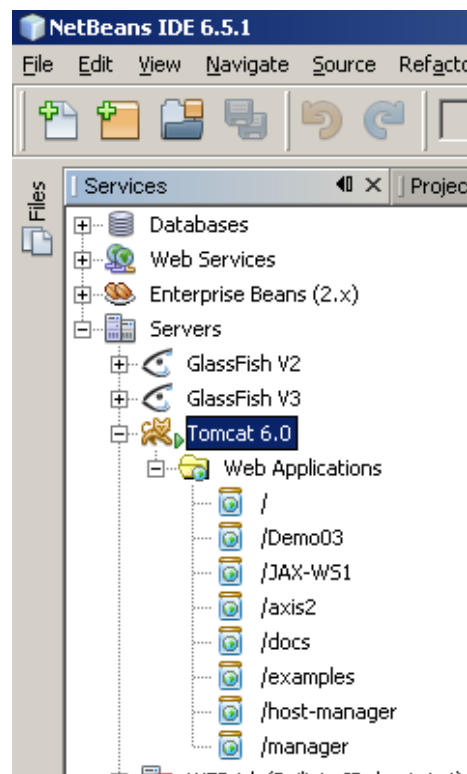 NetBeans IDE 6.5.1
File Edit View Navigate Source Refacto
Files
Services Projec
Databases
Web Services
Enterprise Beans (2.x)
Servers
GlassFish V2
GlassFish V3
Tomcat 6.0
Web Applications
/
/Demo03
/JAX-WS1
/axis2
/docs
/examples
/host-manager
/manager